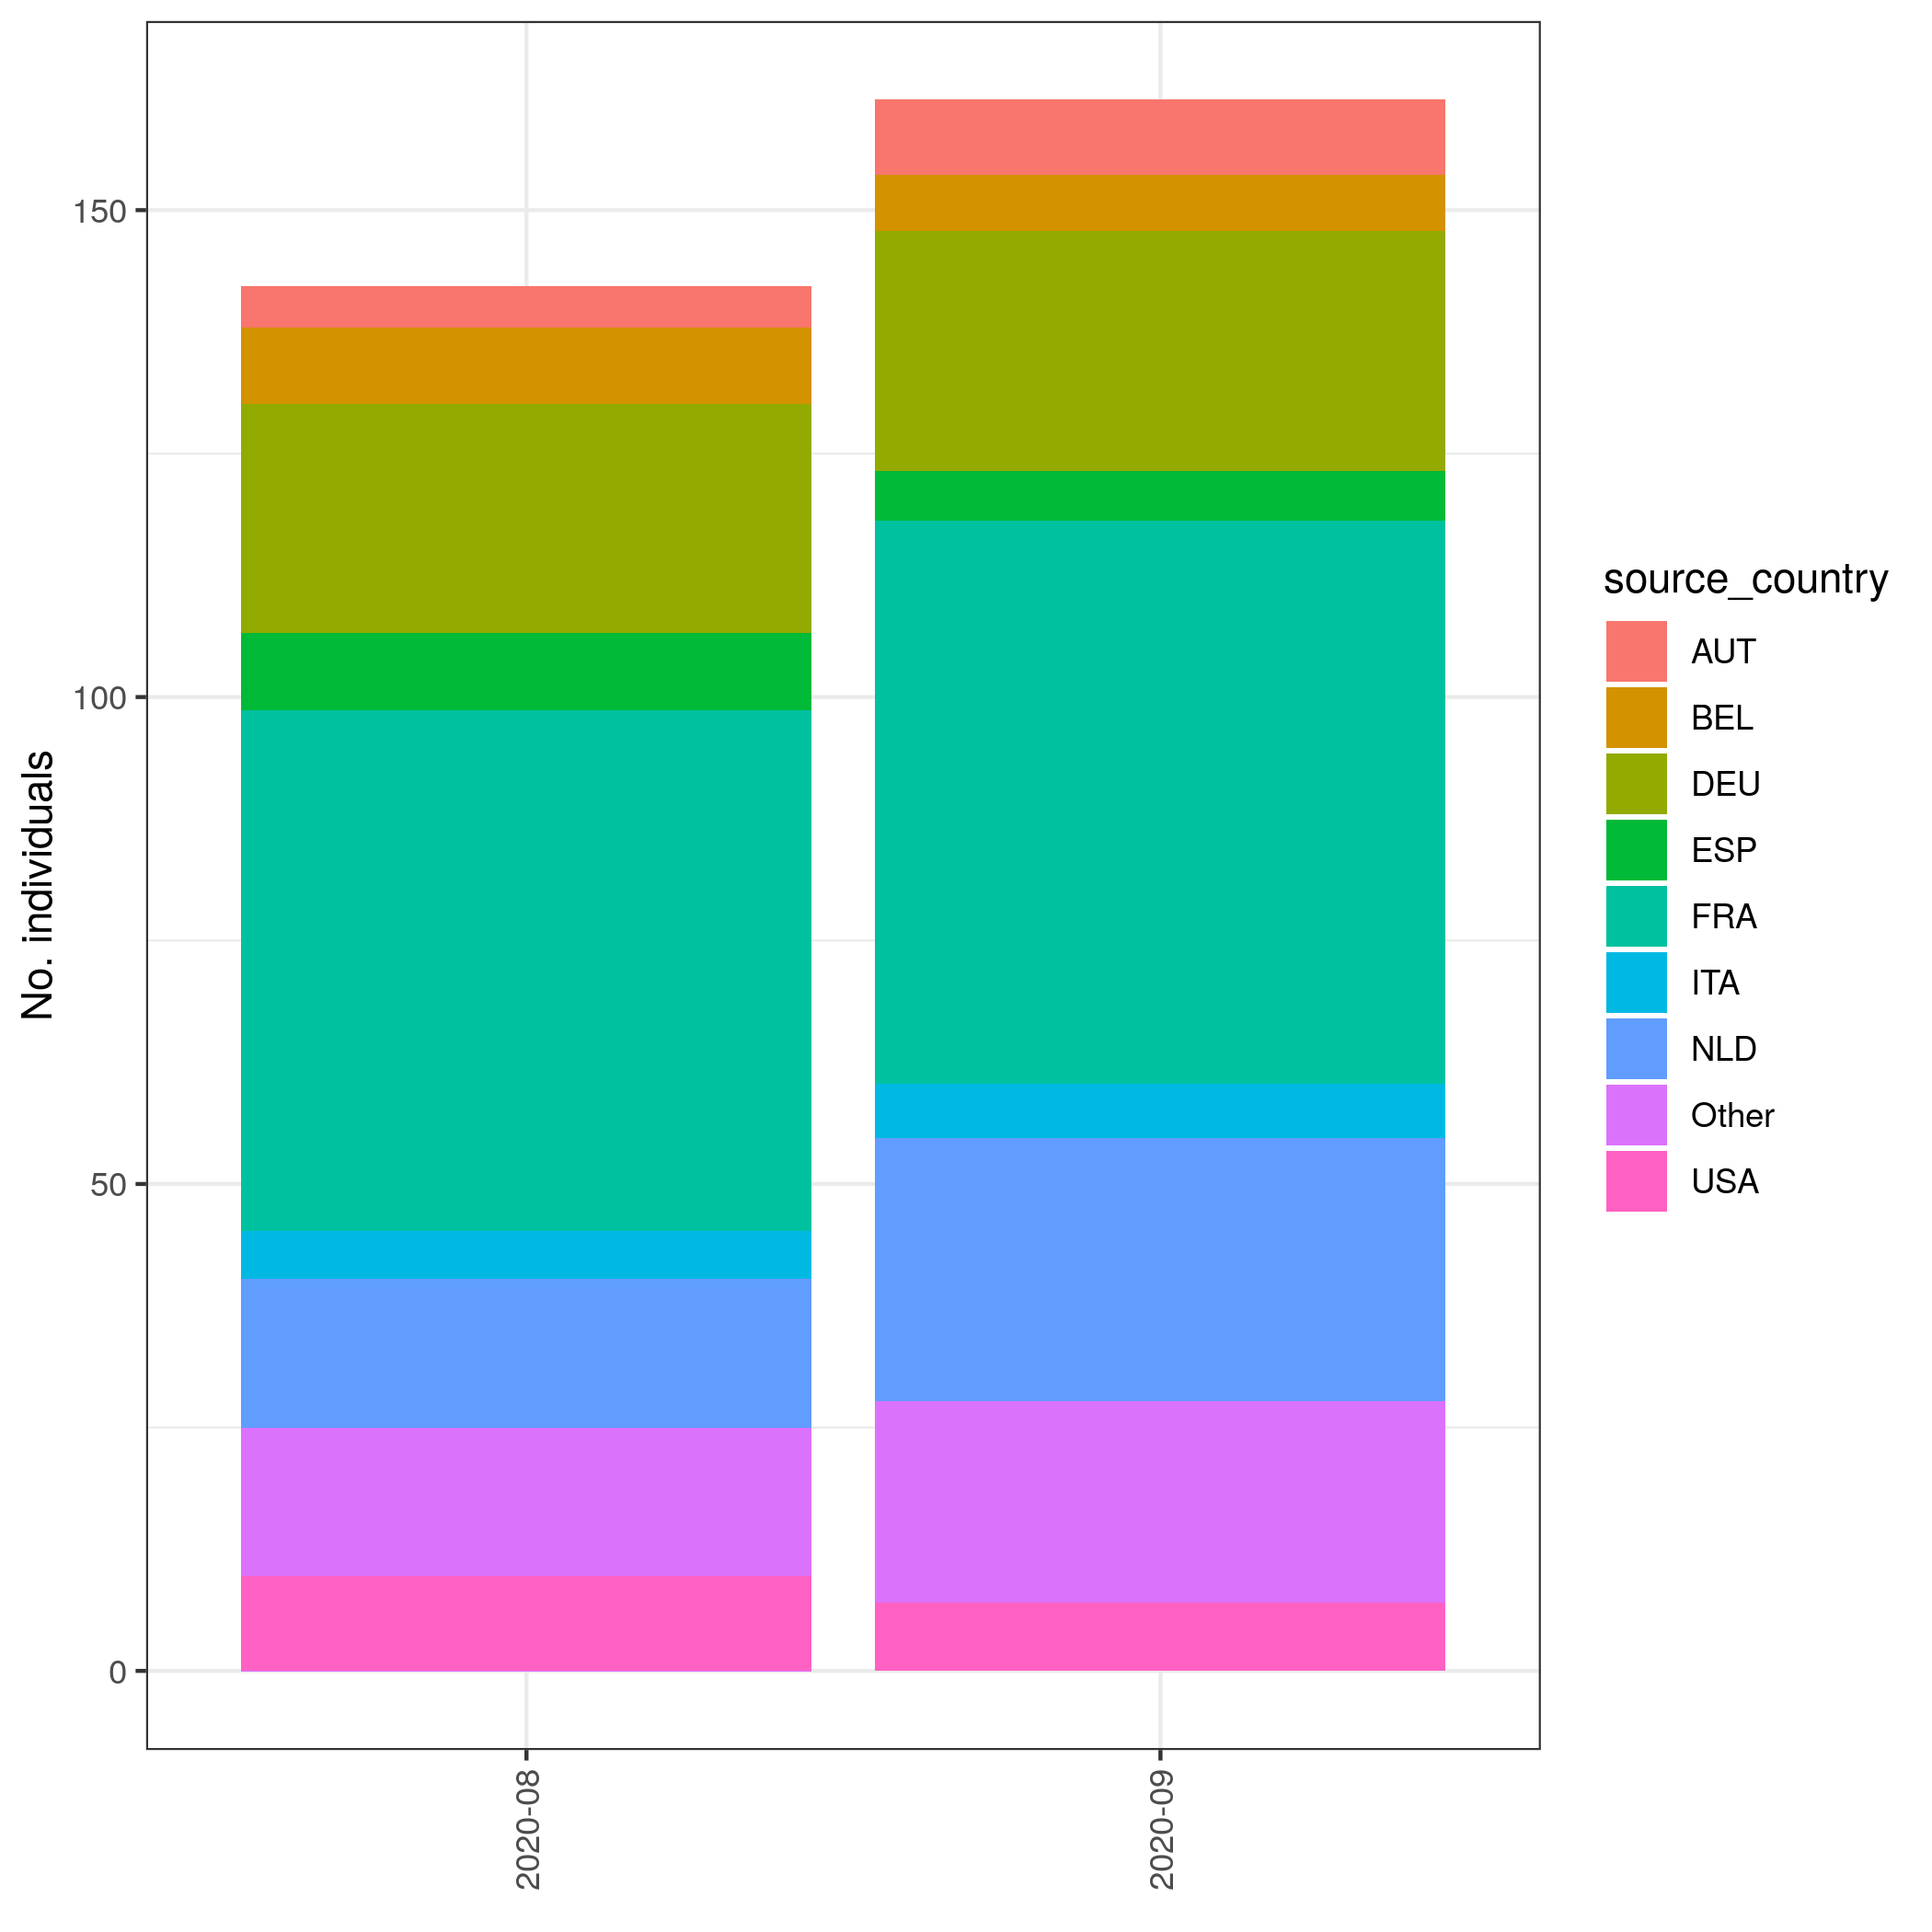 No. individuals
150
100
50
0
2020-08
2020-09
source_country
AUT
BEL
DEU
ESP
FRA
ITA
NLD
Other
USA